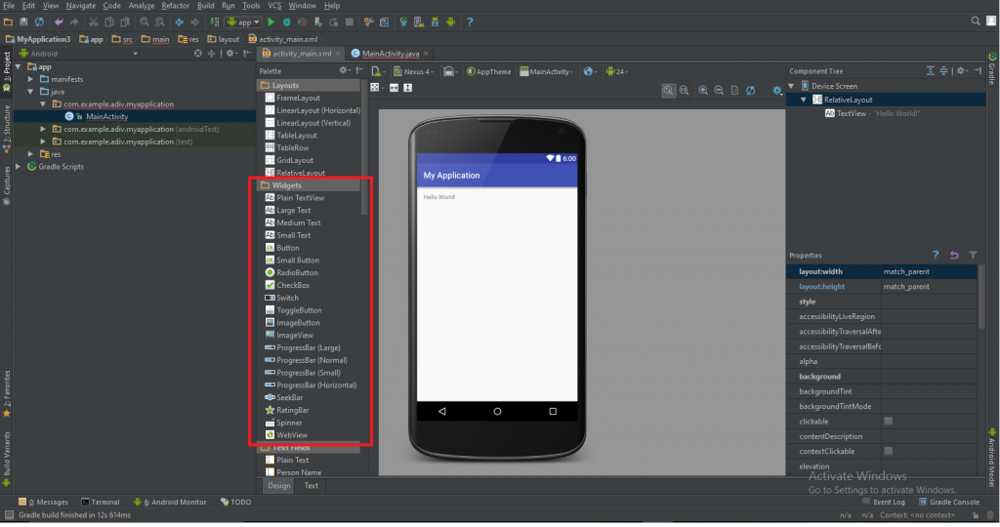 File Edit View Navigate Code Analyze Refactor Build Run Tools VCS Window Help
app
MyApplication3 app src main res layout activity_main.xml
1: Project
2: Structure
Captures
2: Favorites
Build Variants
Android
app
manifests
java
com.example.adiv.myapplication
MainActivity
com.example.adiv.myapplication (androidTest)
com.example.adiv.myapplication (test)
res
Gradle Scripts
activity_main.xml MainActivity.java
Palette
Layouts
FrameLayout
LinearLayout (Horizontal)
LinearLayout (Vertical)
TableLayout
TableRow
GridLayout
RelativeLayout
Widgets
Plain TextView
Large Text
Medium Text
Small Text
Button
Small Button
RadioButton
CheckBox
Switch
ToggleButton
ImageButton
ImageView
ProgressBar (Large)
ProgressBar (Normal)
ProgressBar (Small)
ProgressBar (Horizontal)
SeekBar
RatingBar
Spinner
WebView
Text Fields
Plain Text
Person Name
Design Text
Nexus 4 AppTheme MainActivity 24
6:00
My Application
Hello World!
Component Tree
Device Screen
RelativeLayout
TextView - "Hello World!"
Properties
layout:width match_parent
layout:height match_parent
style
accessibilityLiveRegion
accessibilityTraversalAfte
accessibilityTraversalBefo
alpha
background
backgroundTint
backgroundTintMode
clickable
contentDescription
contextClickable
elevation
Gradle
Android Model
Activate Windows
Go to Settings to activate Windows.
0: Messages Terminal 6: Android Monitor TODO
Event Log Gradle Console
Gradle build finished in 12s 614ms
n/a n/a Context: <no context>